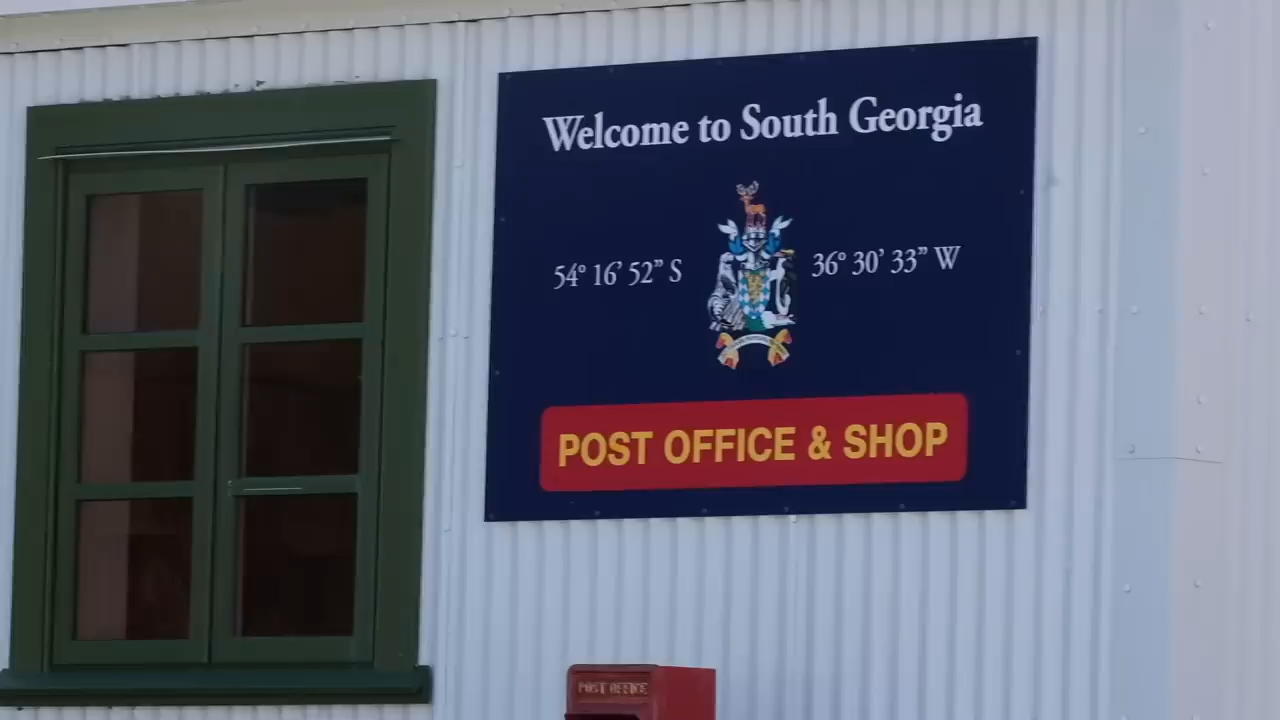 Welcome to South Georgia
54° 16’ 52” S
36° 30’ 33” W
POST OFFICE & SHOP
POST OFFICE